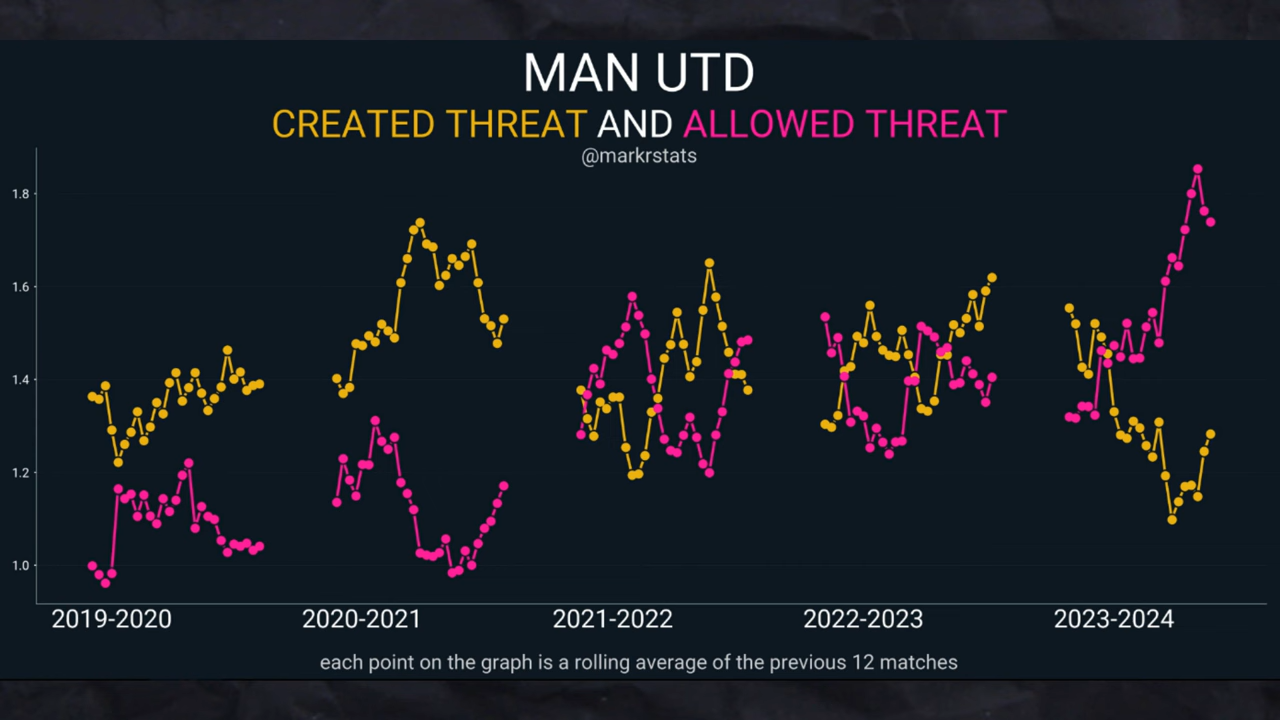 MAN UTD
CREATED THREAT AND ALLOWED THREAT
@markrstats
1.8
1.6
1.4
1.2
1.0
2019-2020 2020-2021 2021-2022 2022-2023 2023-2024
each point on the graph is a rolling average of the previous 12 matches